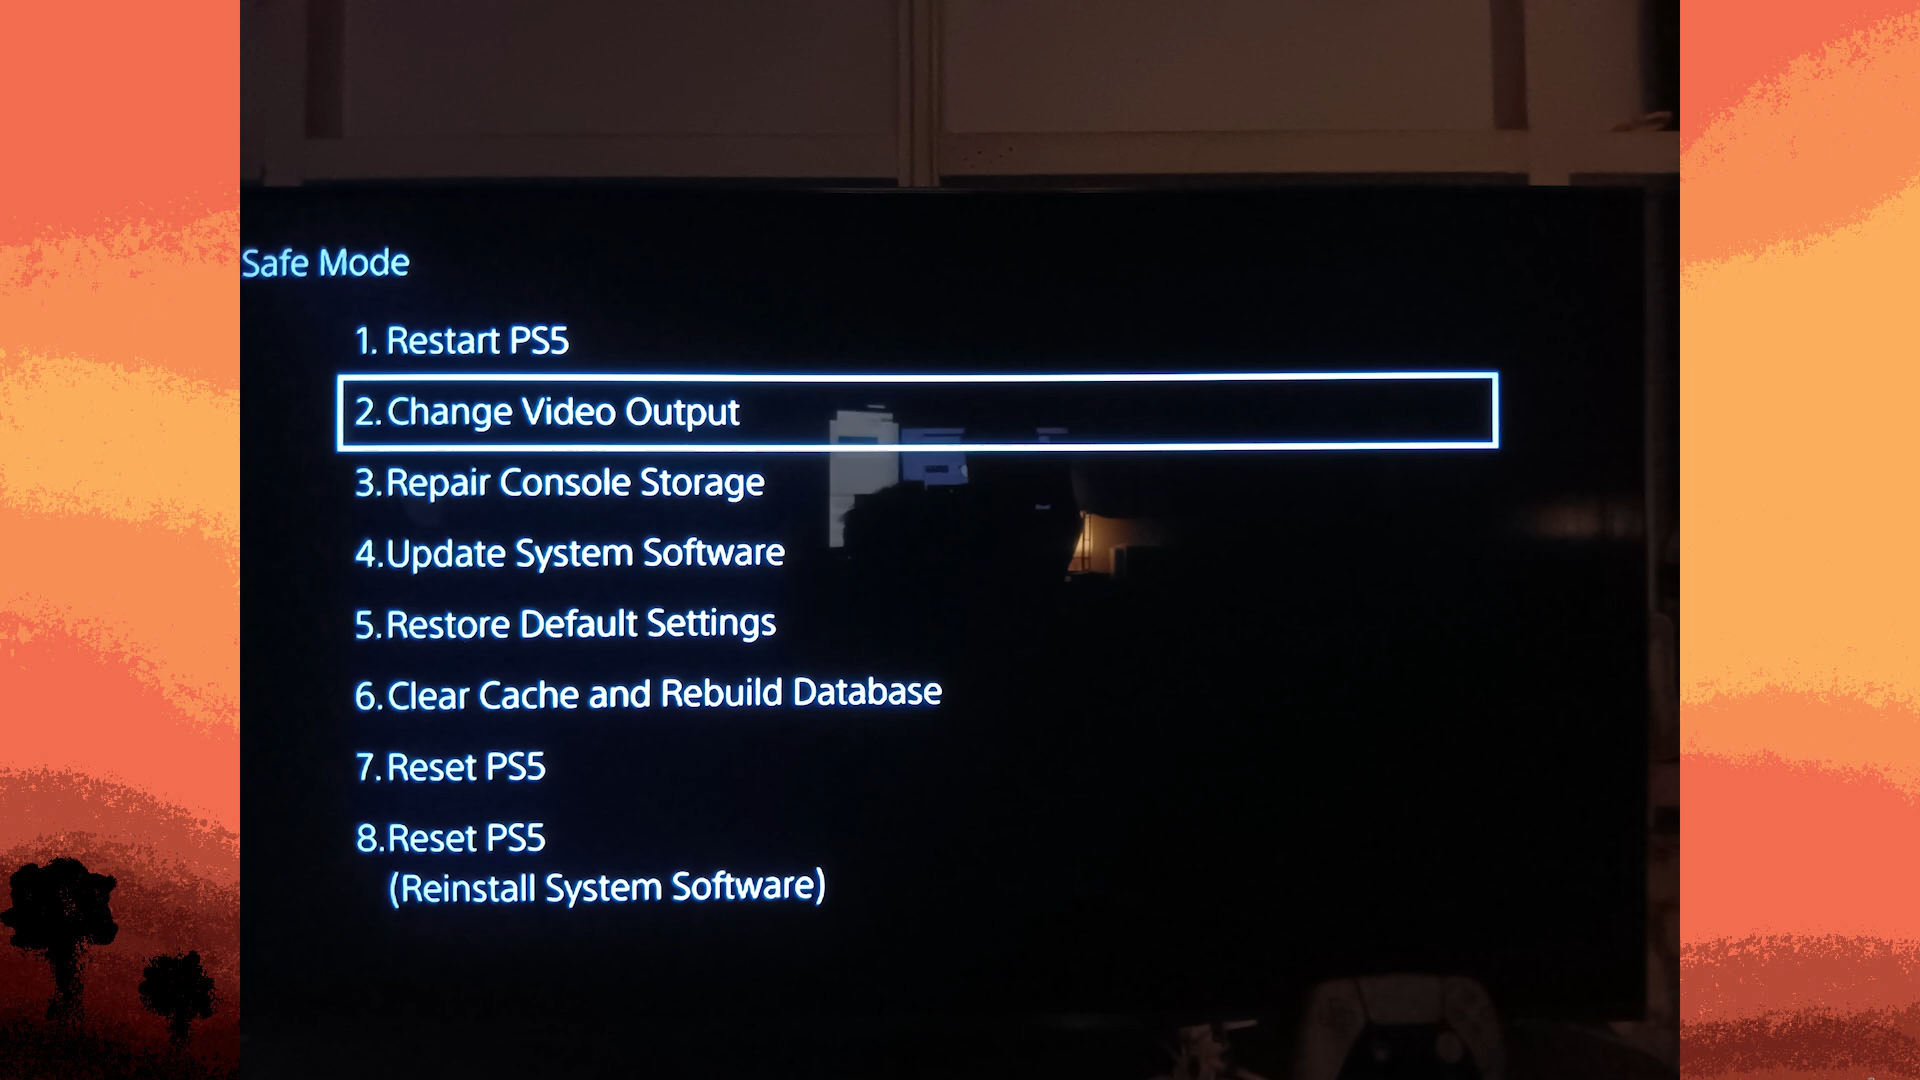 Safe Mode
1. Restart PS5
2. Change Video Output
3. Repair Console Storage
4. Update System Software
5. Restore Default Settings
6. Clear Cache and Rebuild Database
7. Reset PS5
8. Reset PS5
(Reinstall System Software)